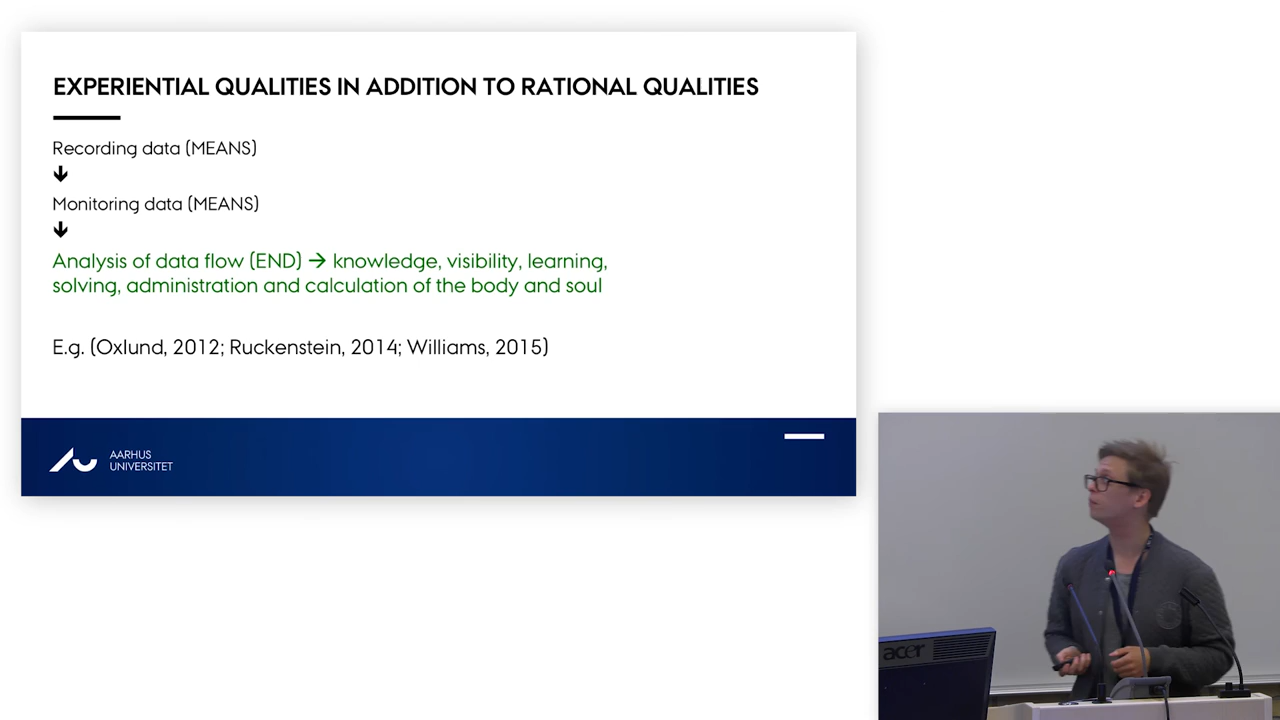 EXPERIENTIAL QUALITIES IN ADDITION TO RATIONAL QUALITIES
Recording data (MEANS)
↓
Monitoring data (MEANS)
↓
Analysis of data flow (END) → knowledge, visibility, learning,
solving, administration and calculation of the body and soul
E.g. (Oxlund, 2012; Ruckenstein, 2014; Williams, 2015)
AARHUS
UNIVERSITET
acer